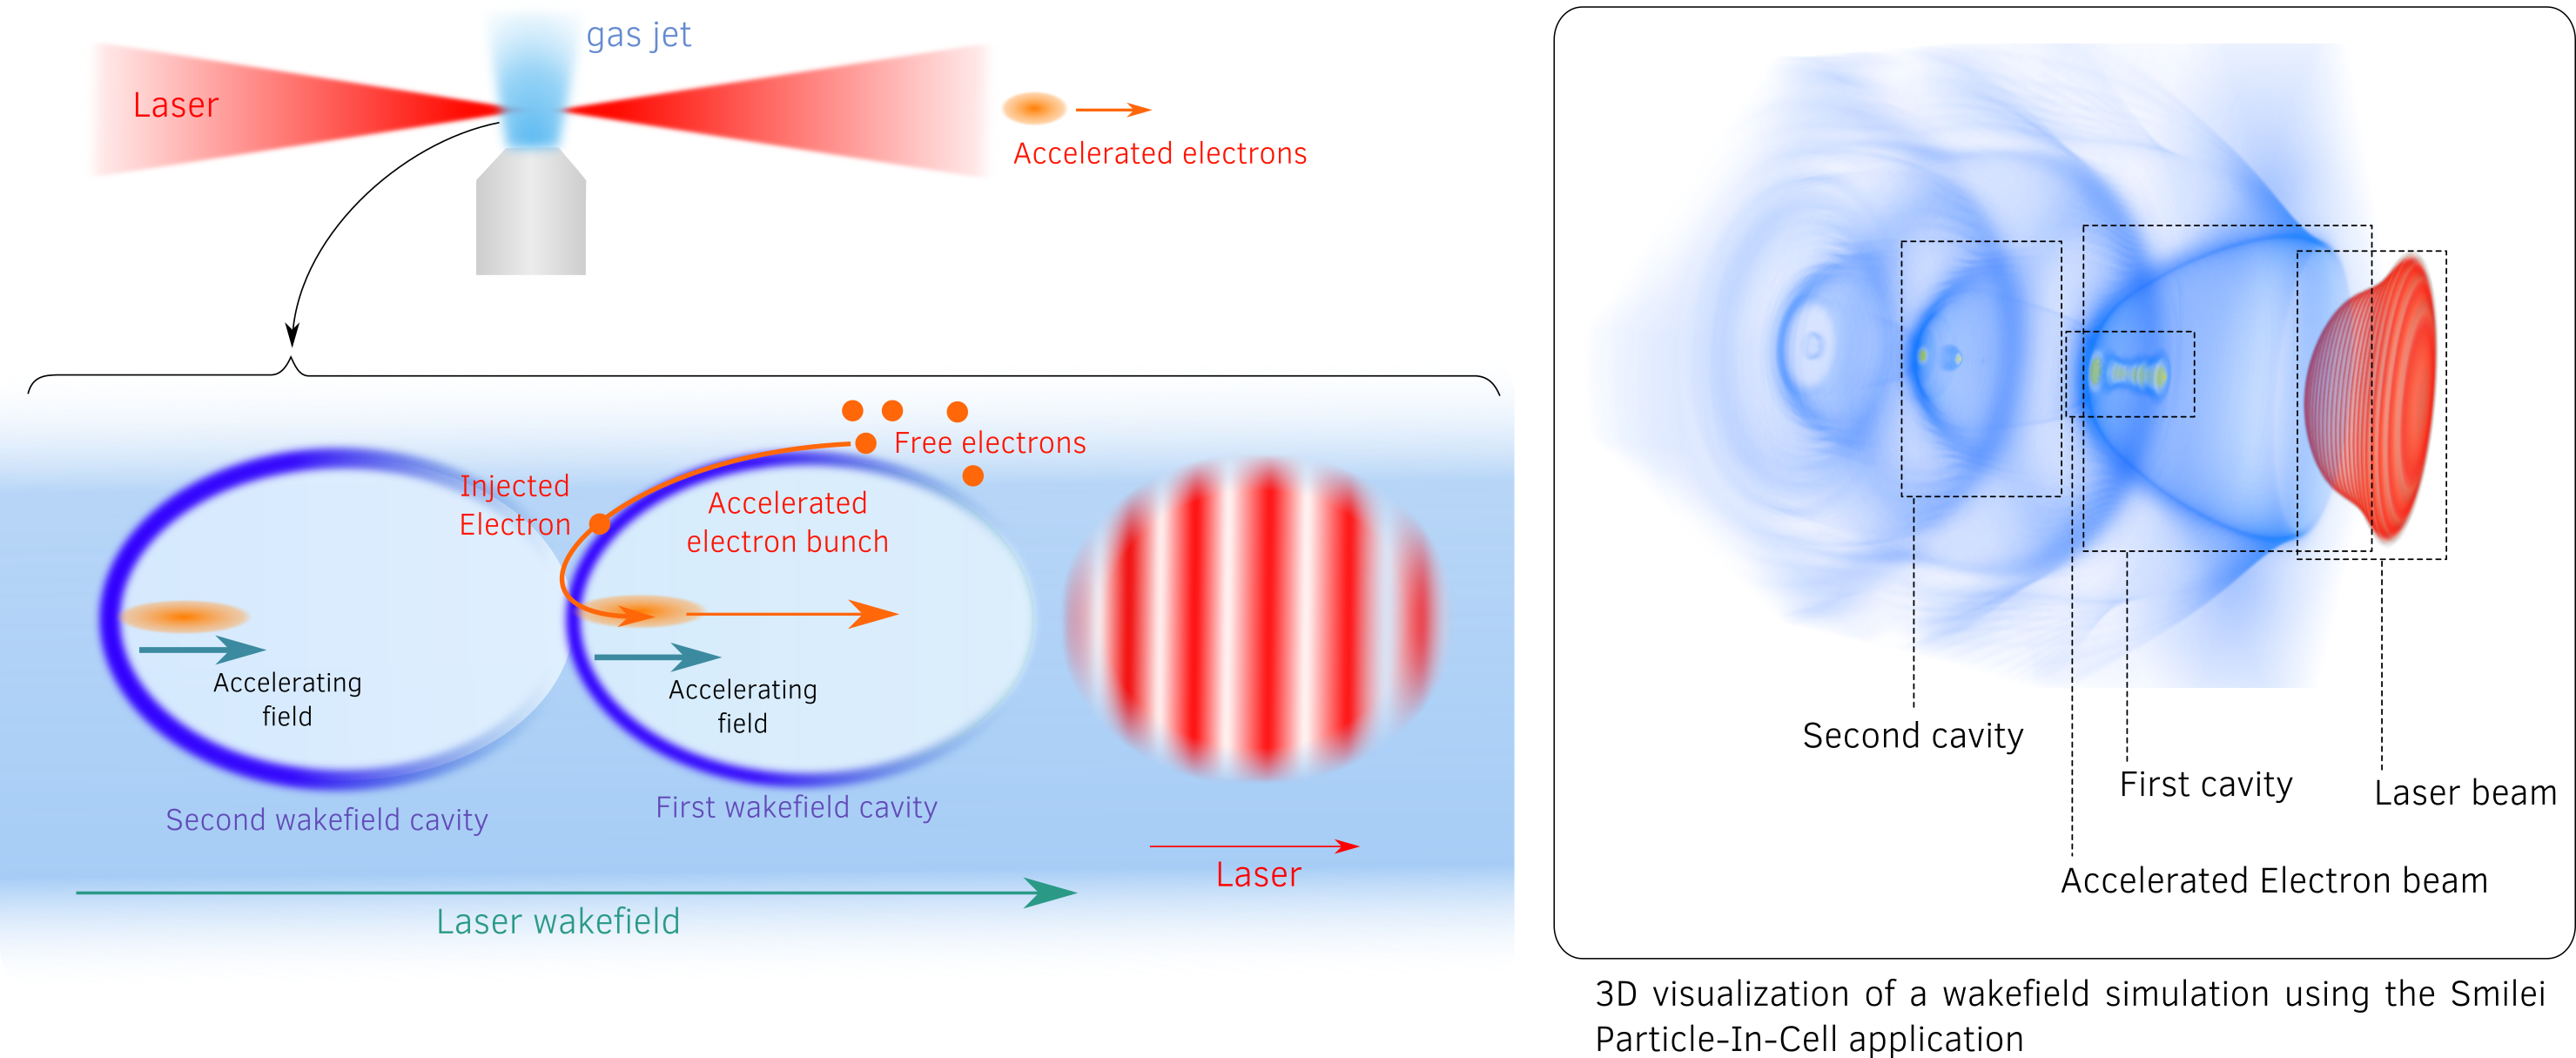 gas jet
Laser
Accelerated electrons
Free electrons
Injected
Electron
Accelerated
electron bunch
Accelerating
field
Accelerating
field
Second wakefield cavity
First wakefield cavity
Laser
Laser wakefield
Second cavity
First cavity
Laser beam
Accelerated Electron beam
3D visualization of a wakefield simulation using the Smilei
Particle-In-Cell application